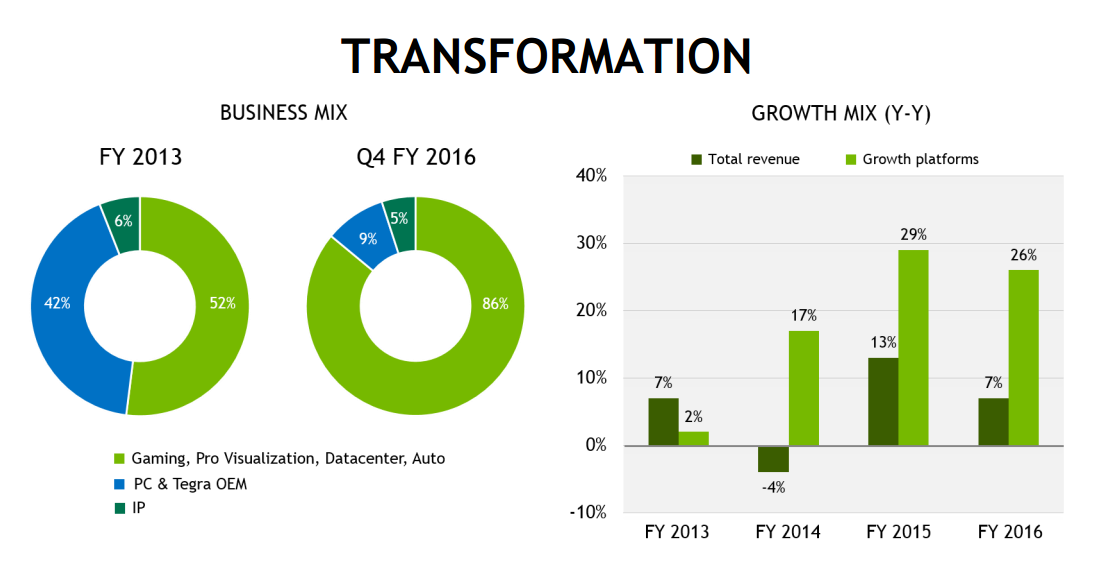 TRANSFORMATION
BUSINESS MIX
FY 2013
Q4 FY 2016
6%
42%
52%
5%
9%
86%
Gaming, Pro Visualization, Datacenter, Auto
PC & Tegra OEM
IP
GROWTH MIX (Y-Y)
Total revenue
Growth platforms
40%
30%
20%
10%
0%
-10%
7%
2%
-4%
17%
13%
29%
7%
26%
FY 2013
FY 2014
FY 2015
FY 2016